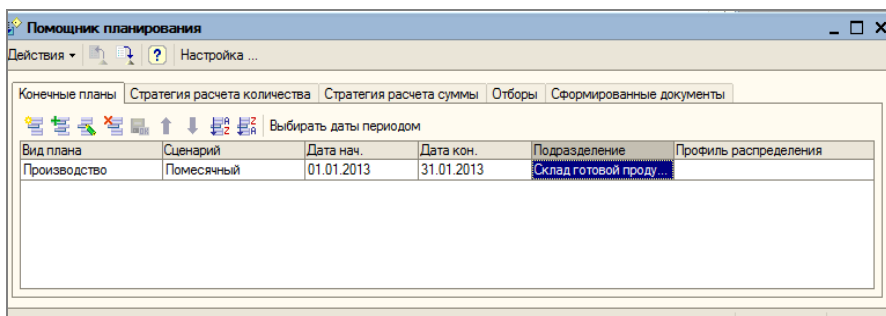 Помощник планирования
Действия ? Настройка ...
Конечные планы Стратегия расчета количества Стратегия расчета суммы Отборы Сформированные документы
Выбирать даты периодом
Вид плана Сценарий Дата нач. Дата кон. Подразделение Профиль распределения
Производство Помесячный 01.01.2013 31.01.2013 Склад готовой проду...